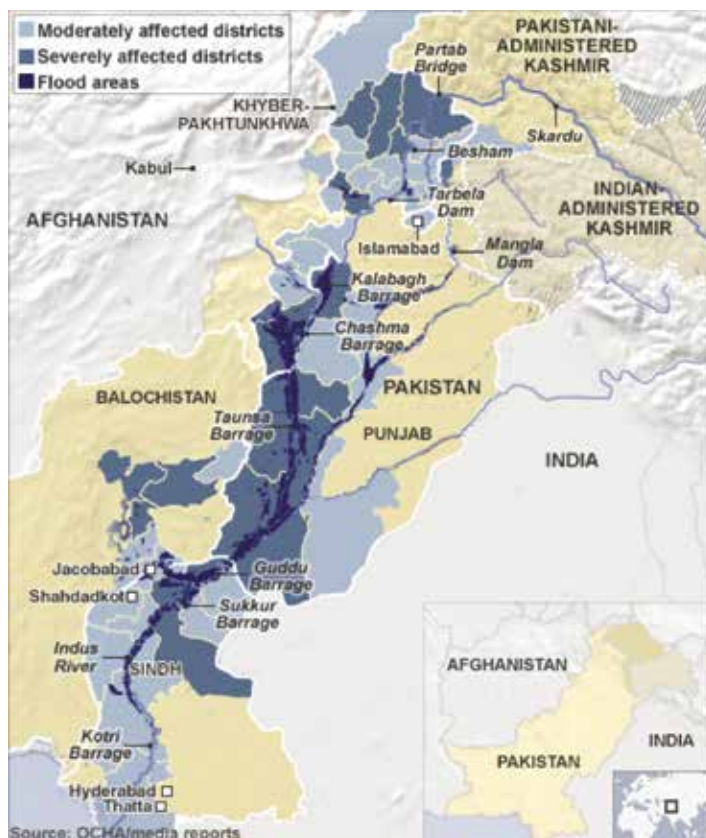 Moderately affected districts
Severely affected districts
Flood areas
PAKISTANI-
ADMINISTERED
KASHMIR
Partab
Bridge
KHYBER-
PAKHTUNKHWA
Skardu
Besham
Kabul
Tarbela
Dam
INDIAN-
ADMINISTERED
KASHMIR
AFGHANISTAN
Islamabad
Mangla
Dam
Kalabagh
Barrage
Chashma
Barrage
BALOCHISTAN
PAKISTAN
Taunsa
Barrage
PUNJAB
INDIA
Jacobabad
Guddu
Barrage
Shahdadkot
Sukkur
Barrage
Indus
River
SINDH
Kotri
Barrage
Hyderabad
Thatta
AFGHANISTAN
PAKISTAN
INDIA
Source: OCHA/media reports